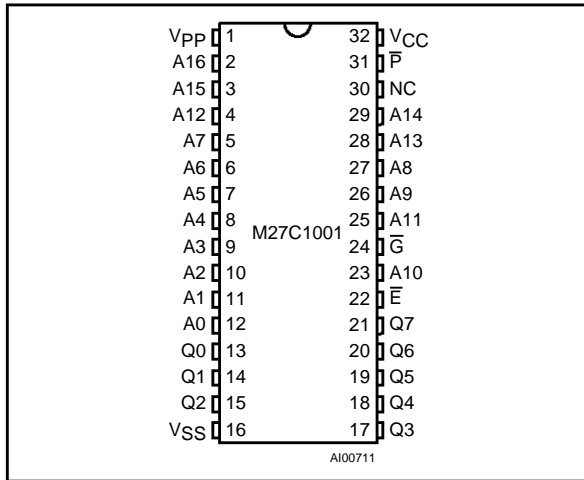 VPP 1 32 VCC
A16 2 31 P̅
A15 3 30 NC
A12 4 29 A14
A7 5 28 A13
A6 6 27 A8
A5 7 26 A9
A4 8 25 A11
M27C1001
A3 9 24 G̅
A2 10 23 A10
A1 11 22 E̅
A0 12 21 Q7
Q0 13 20 Q6
Q1 14 19 Q5
Q2 15 18 Q4
VSS 16 17 Q3
AI00711